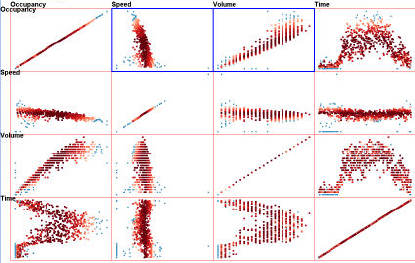 Occupancy Speed Volume Time
Occupancy
Speed
Volume
Time